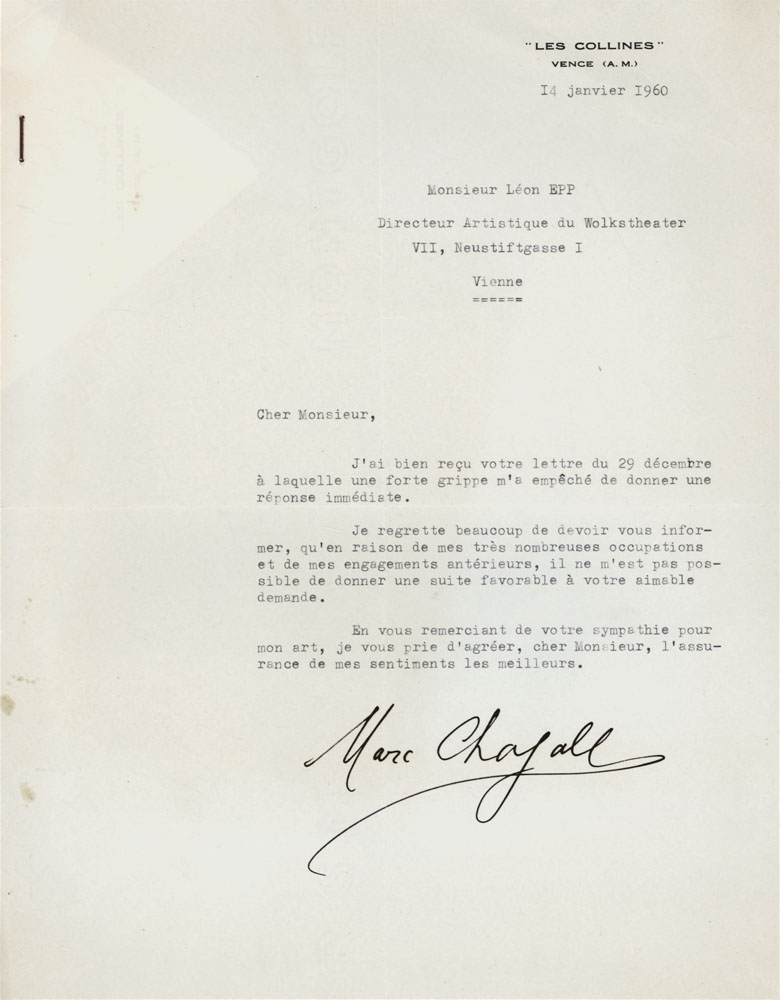 "LES COLLINES"
VENCE (A.M.)
I4 janvier I960
Monsieur Léon EPP
Directeur Artistique du Wolkstheater
VII, Neustiftgasse I
Vienne
======
Cher Monsieur,
J'ai bien reçu votre lettre du 29 décembre
à laquelle une forte grippe m'a empêché de donner une
réponse immédiate.
Je regrette beaucoup de devoir vous infor-
mer, qu'en raison de mes très nombreuses occupations
et de mes engagements antérieurs, il ne m'est pas pos-
sible de donner une suite favorable à votre aimable
demande.
En vous remerciant de votre sympathie pour
mon art, je vous prie d'agréer, cher Monsieur, l'assu-
rance de mes sentiments les meilleurs.
Marc Chagall